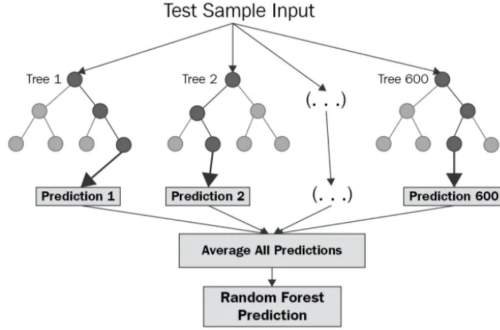 Test Sample Input
Tree 1
Tree 2
(. . .)
Tree 600
Prediction 1
Prediction 2
(. . .)
Prediction 600
Average All Predictions
Random Forest
Prediction